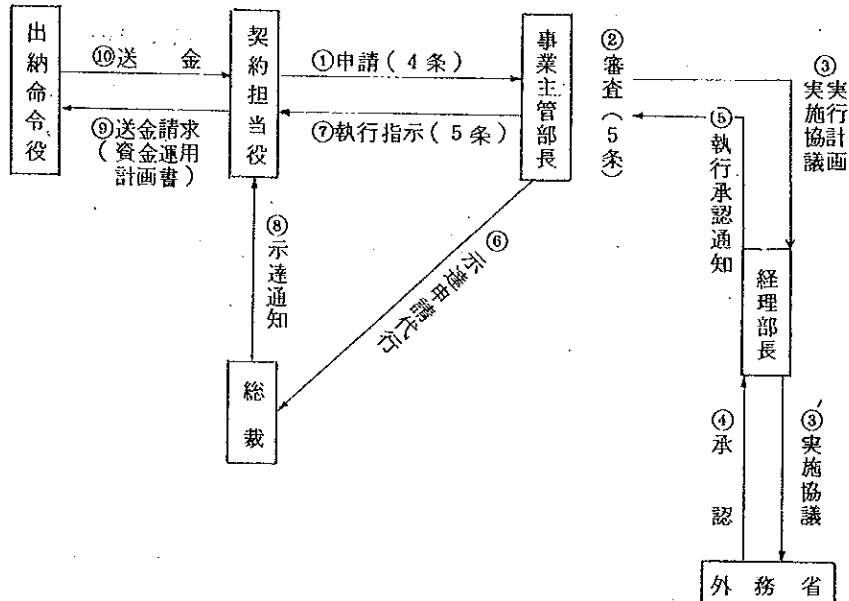 出納命令役
⑩送 金
⑨送金請求
(資金運用
計画書)
契約担当役
①申請(4条)
⑦執行指示(5条)
事業主管部長
②審査(5条)
③実行計画
実施協議
⑤執行承認通知
⑥示達申請代行
⑧示達通知
総裁
経理部長
④承認
③′実施協議
外務省